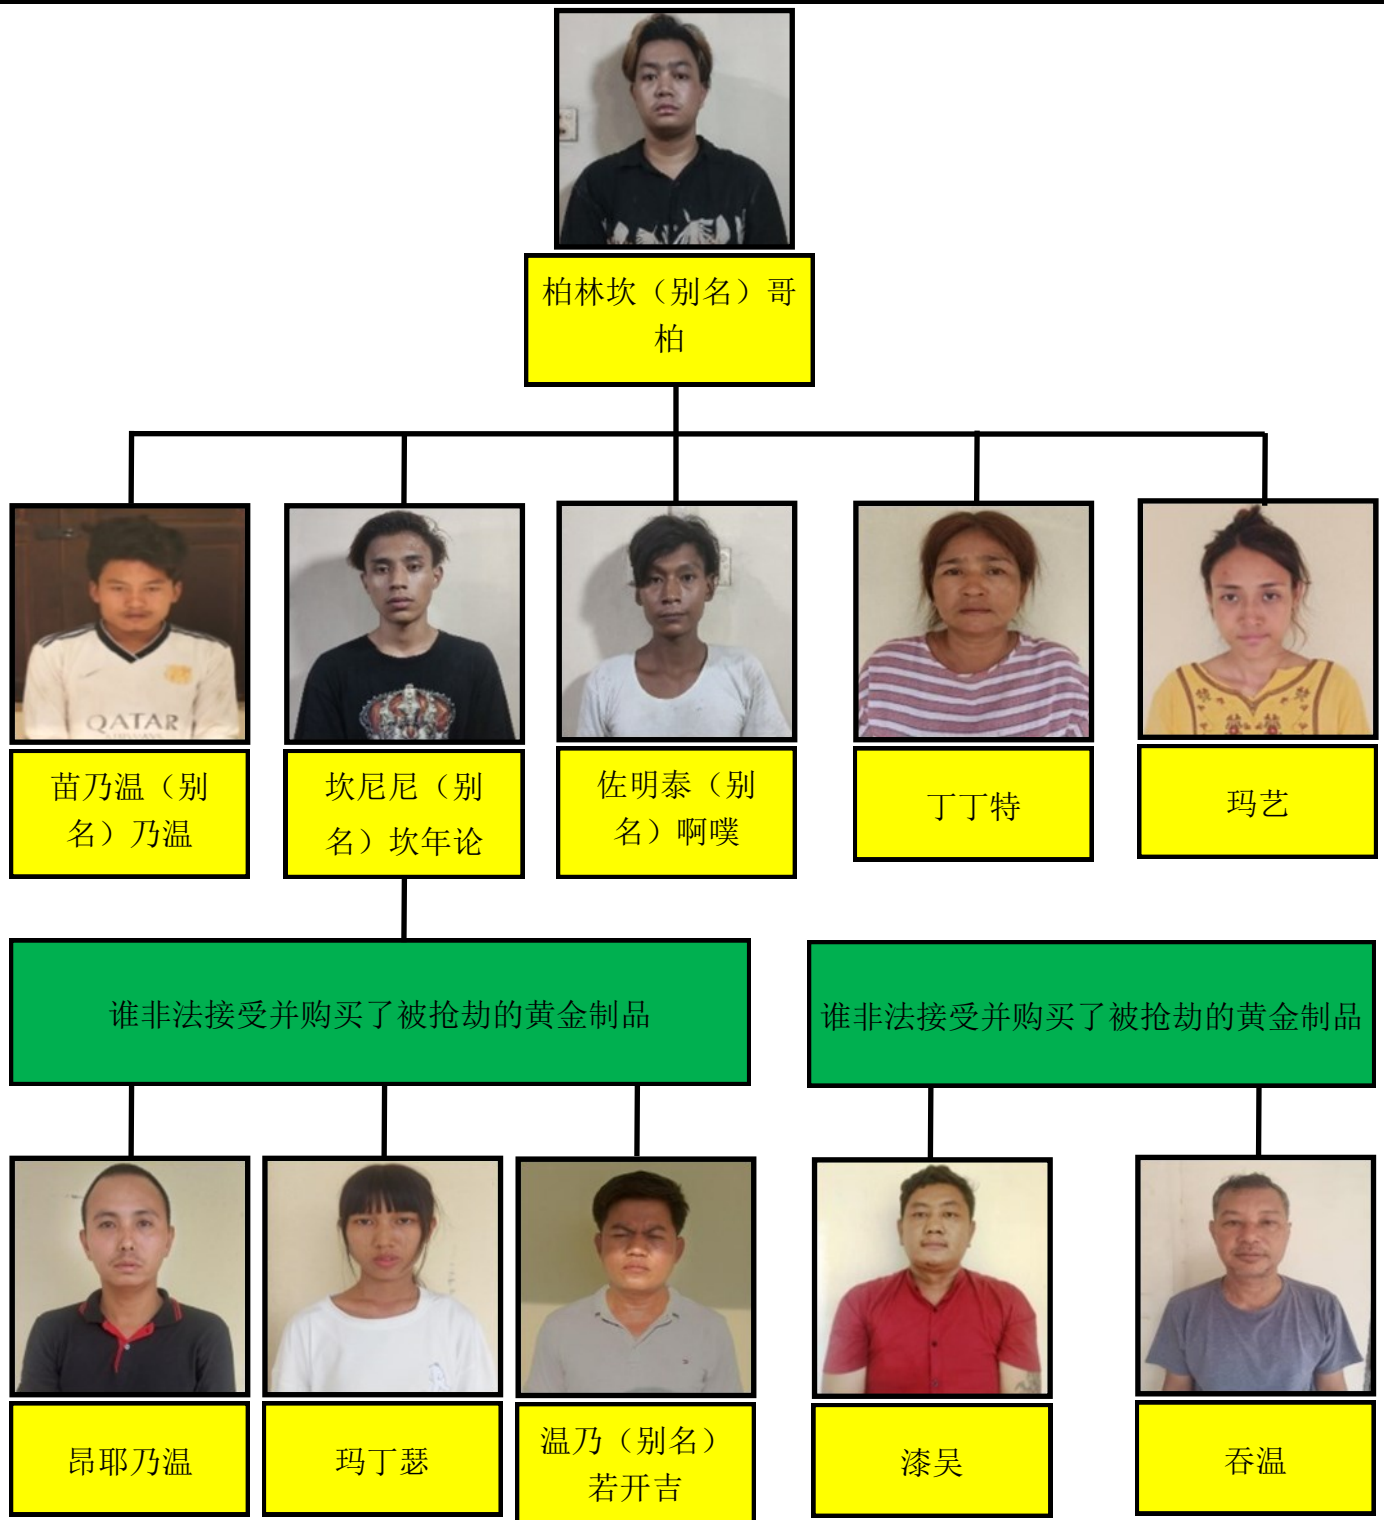 柏林坎（别名）哥
柏
QATAR
苗乃温（别
名）乃温
坎尼尼（别
名）坎年论
佐明泰（别
名）啊噗
丁丁特
玛艺
谁非法接受并购买了被抢劫的黄金制品
谁非法接受并购买了被抢劫的黄金制品
昂耶乃温
玛丁瑟
温乃（别名）
若开吉
漆吴
吞温